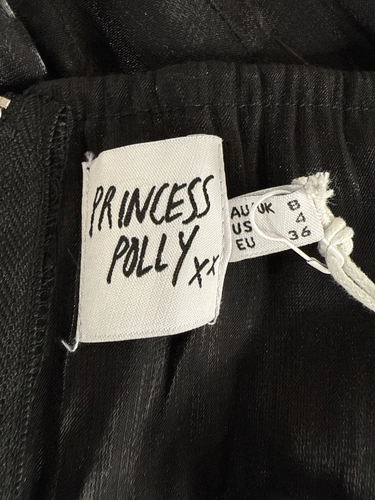 PRINCESS
POLLY xx
AU/UK 8
US 4
EU 36